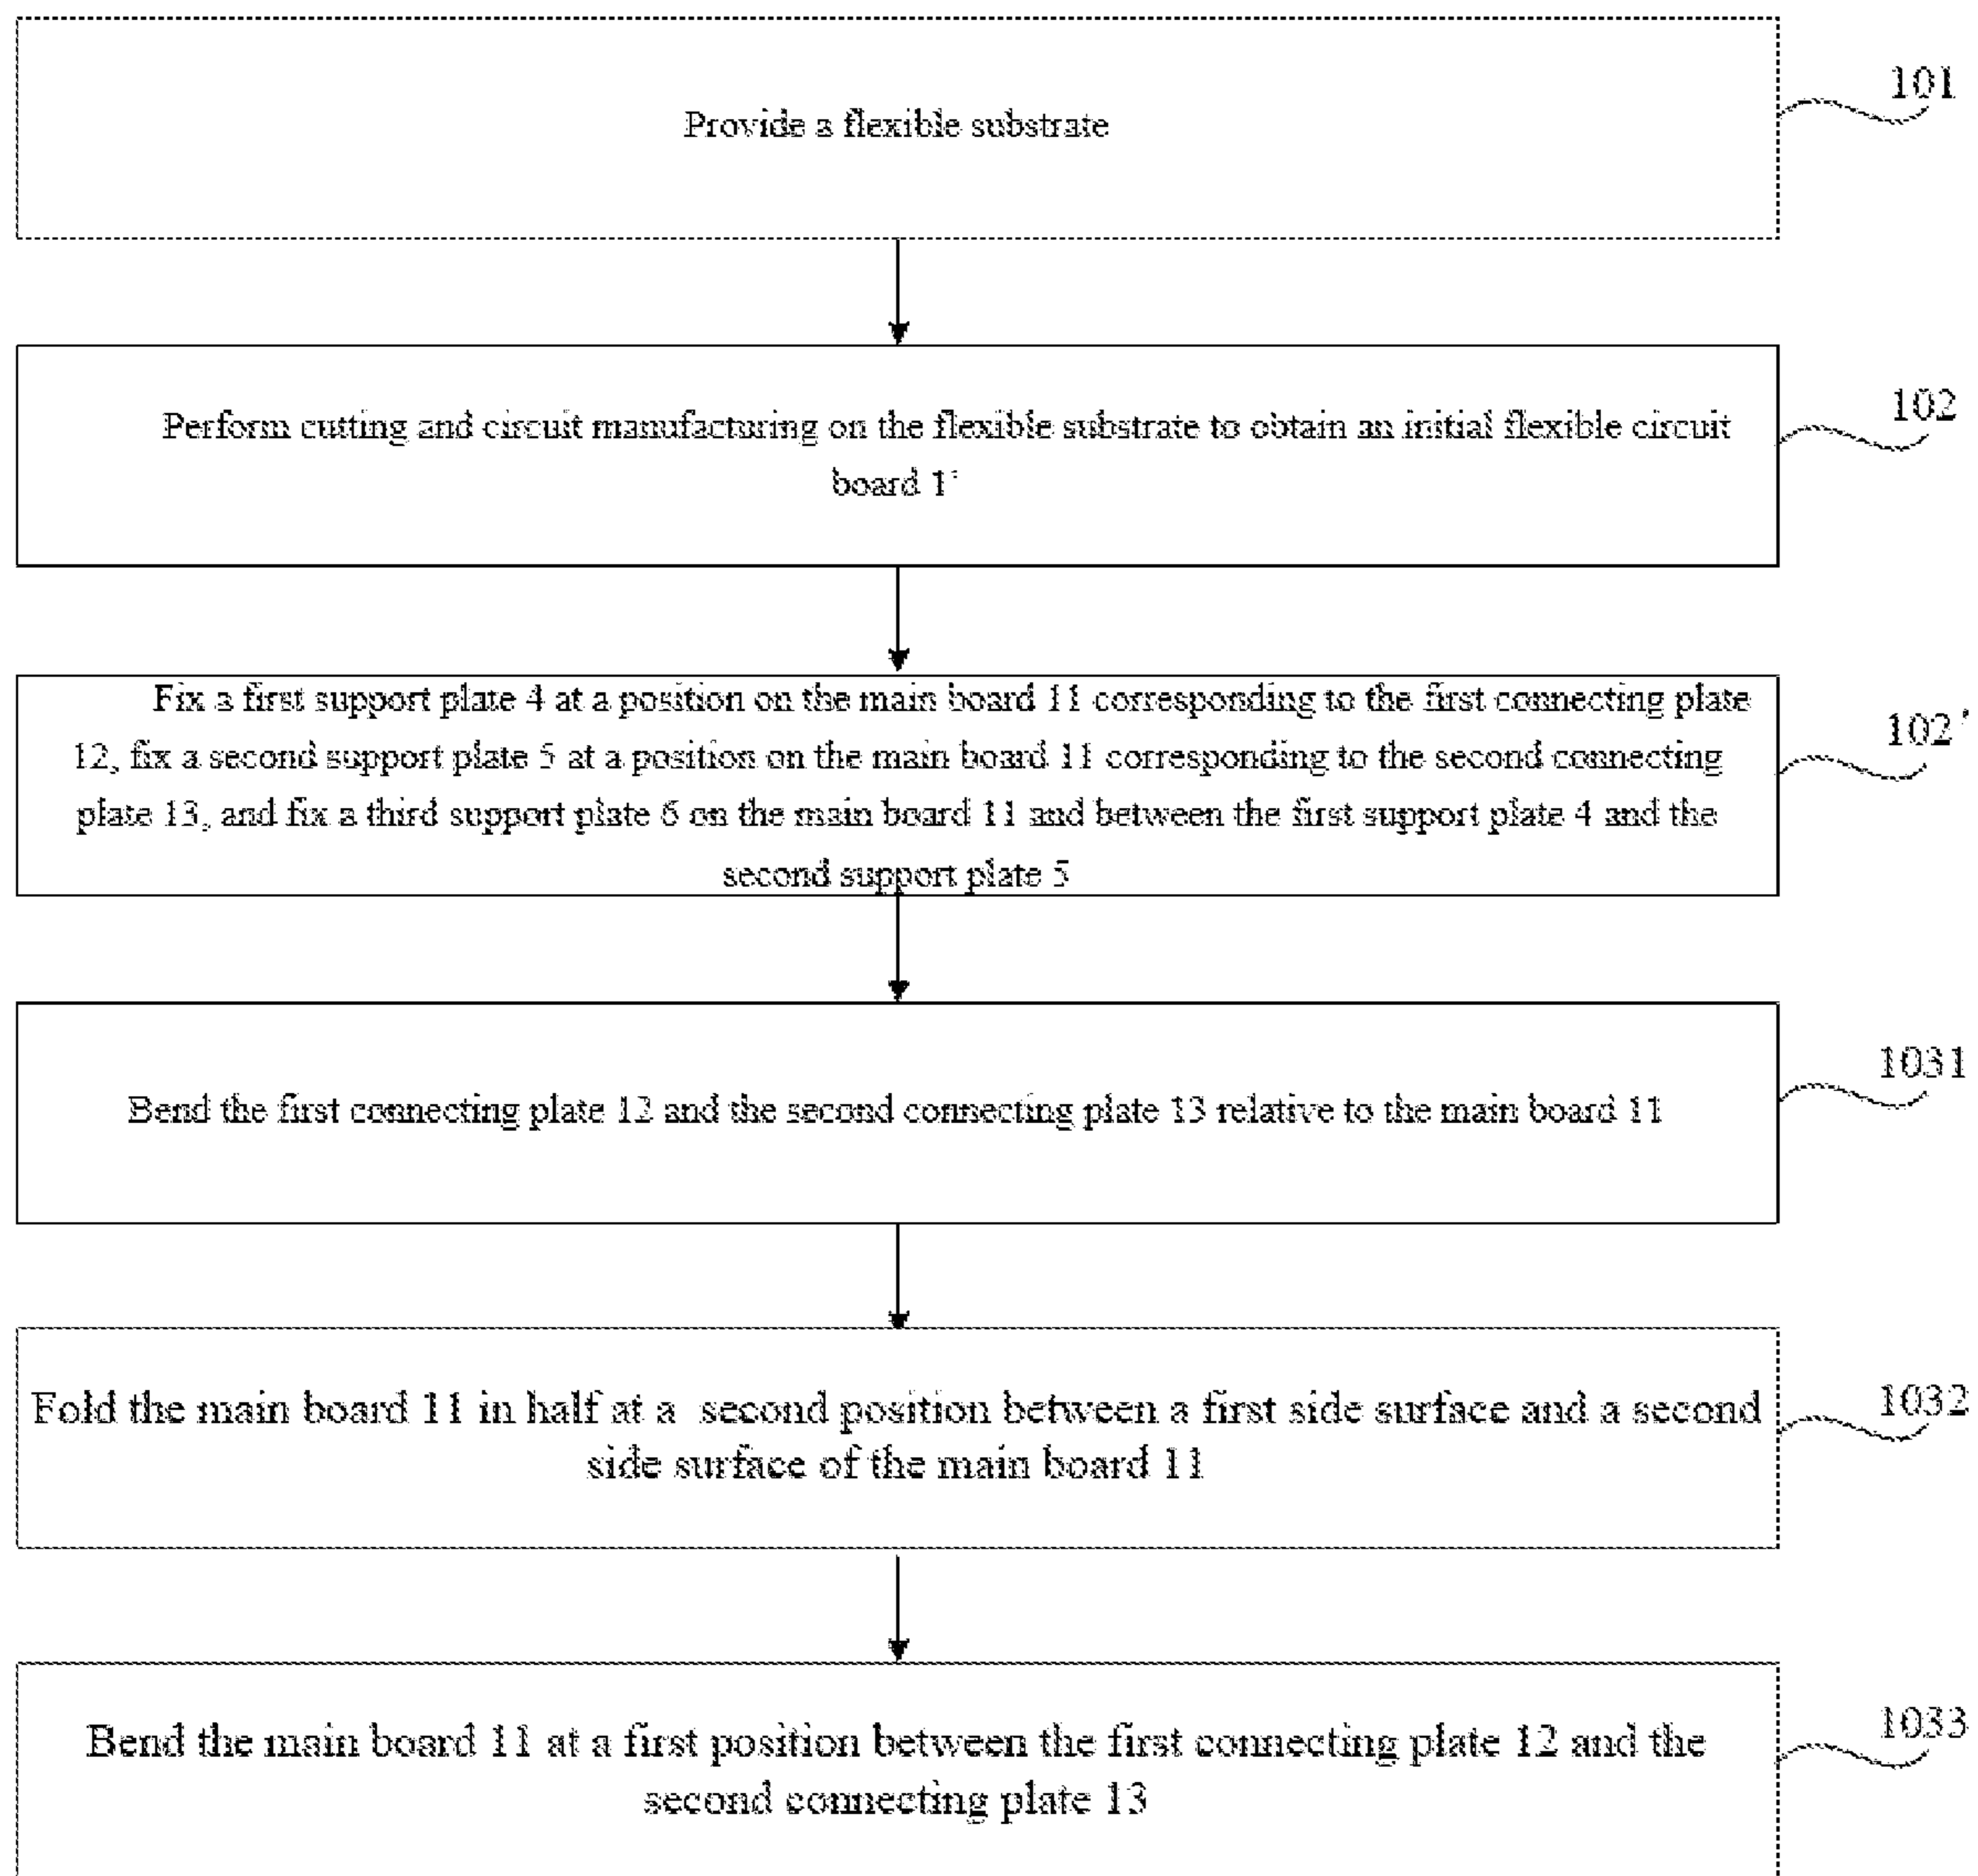 Provide a flexible substrate
101
Perform cutting and circuit manufacturing on the flexible substrate to obtain an initial flexible circuit
board 1'
102
Fix a first support plate 4 at a position on the main board 11 corresponding to the first connecting plate
12, fix a second support plate 5 at a position on the main board 11 corresponding to the second connecting
plate 13, and fix a third support plate 6 on the main board 11 and between the first support plate 4 and the
second support plate 5
102'
Bend the first connecting plate 12 and the second connecting plate 13 relative to the main board 11
1031
Fold the main board 11 in half at a second position between a first side surface and a second
side surface of the main board 11
1032
Bend the main board 11 at a first position between the first connecting plate 12 and the
second connecting plate 13
1033